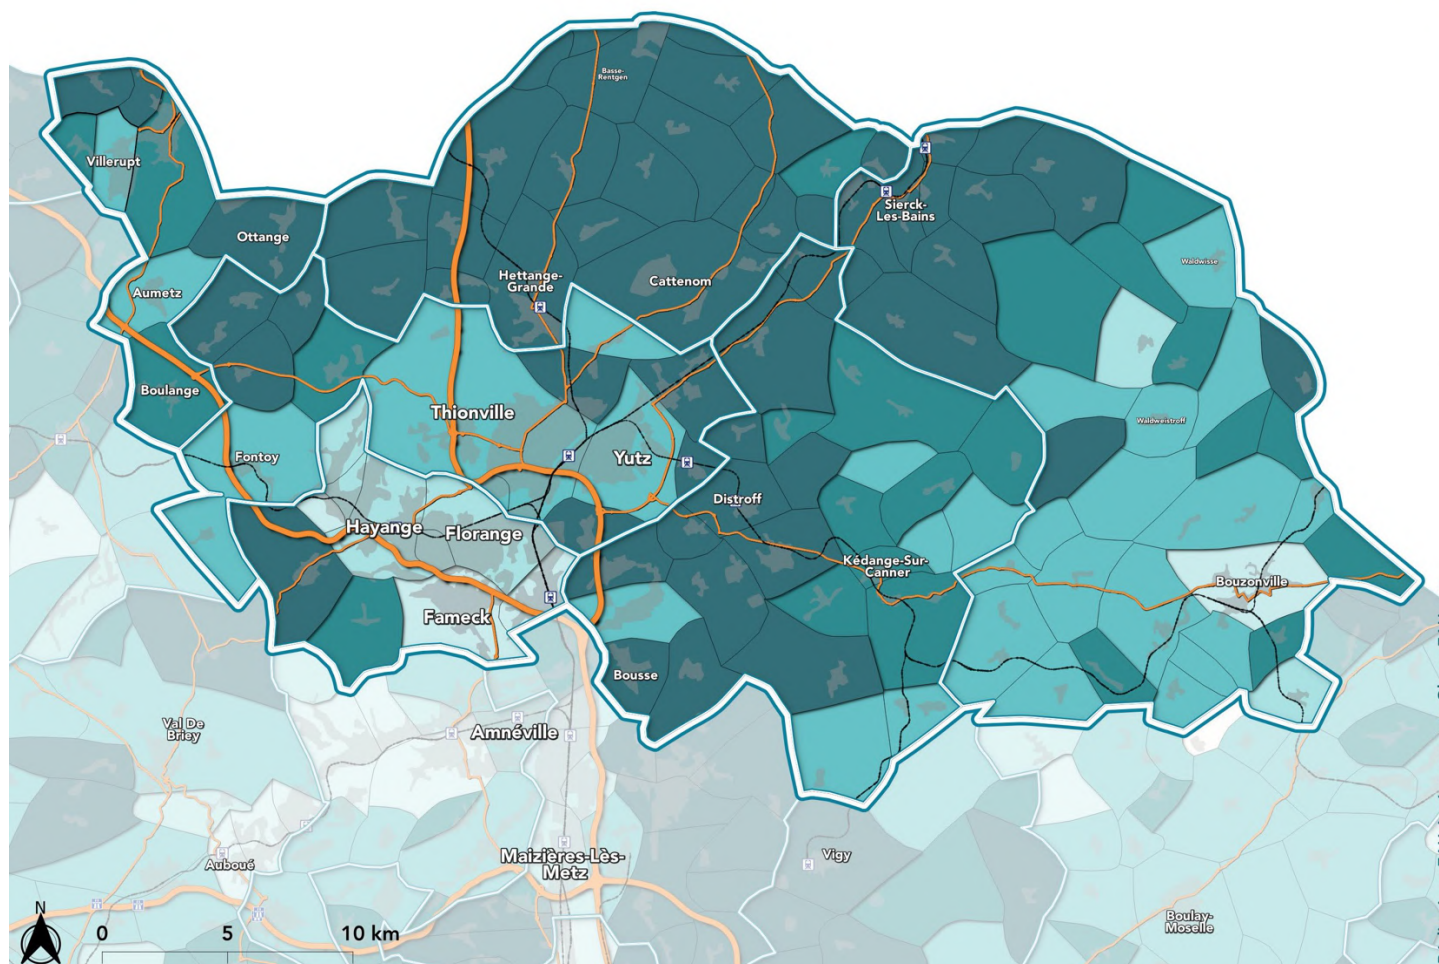 Basse-
Rentgen
Villerupt
Sierck-
Les-Bains
Ottange
Waldwisse
Hettange-
Grande
Cattenom
Aumetz
Boulange
Thionville
Waldweistroff
Fontoy
Yutz
Distroff
Hayange
Florange
Kédange-Sur-
Canner
Bouzonville
Fameck
Bousse
Val De
Briey
Amnéville
Auboué
Maizières-Lès-
Metz
Vigy
Boulay-
Moselle
N
0 5 10 km